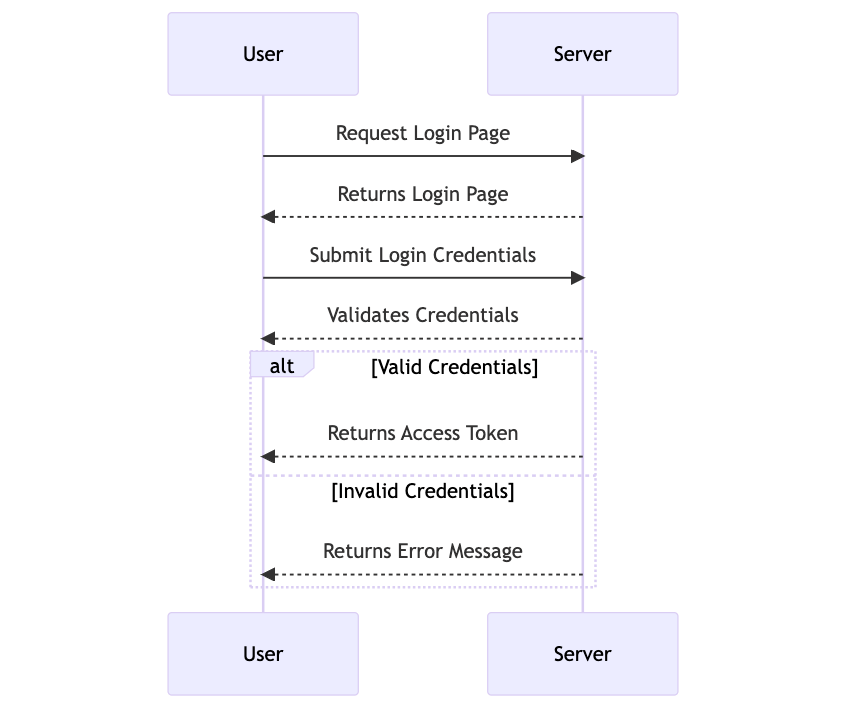 User
Server
Request Login Page
Returns Login Page
Submit Login Credentials
Validates Credentials
alt
[Valid Credentials]
Returns Access Token
[Invalid Credentials]
Returns Error Message
User
Server